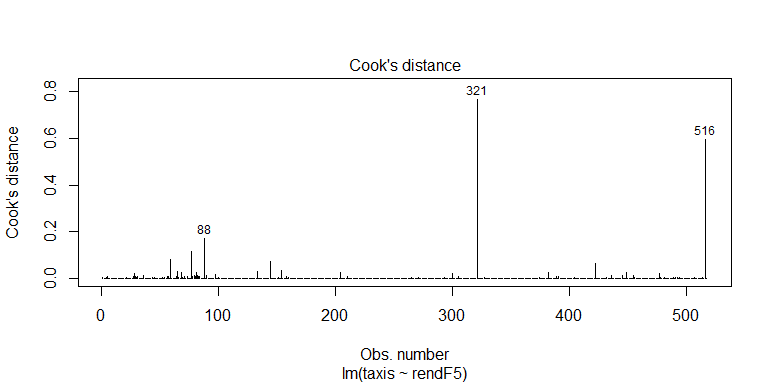 Cook's distance
Cook's distance
0.0 0.2 0.4 0.6 0.8
88
321
516
0 100 200 300 400 500
Obs. number
lm(taxis ~ rendF5)